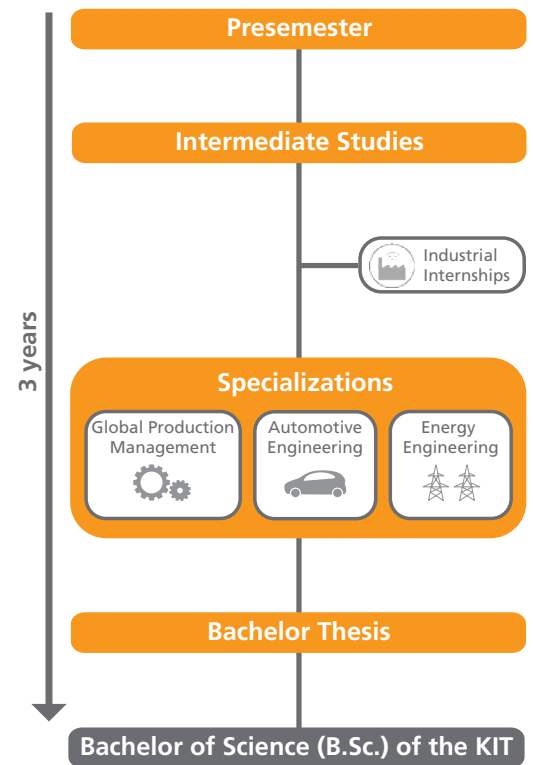 Presemester
Intermediate Studies
Industrial
Internships
3 years
Specializations
Global Production
Management
Automotive
Engineering
Energy
Engineering
Bachelor Thesis
Bachelor of Science (B.Sc.) of the KIT